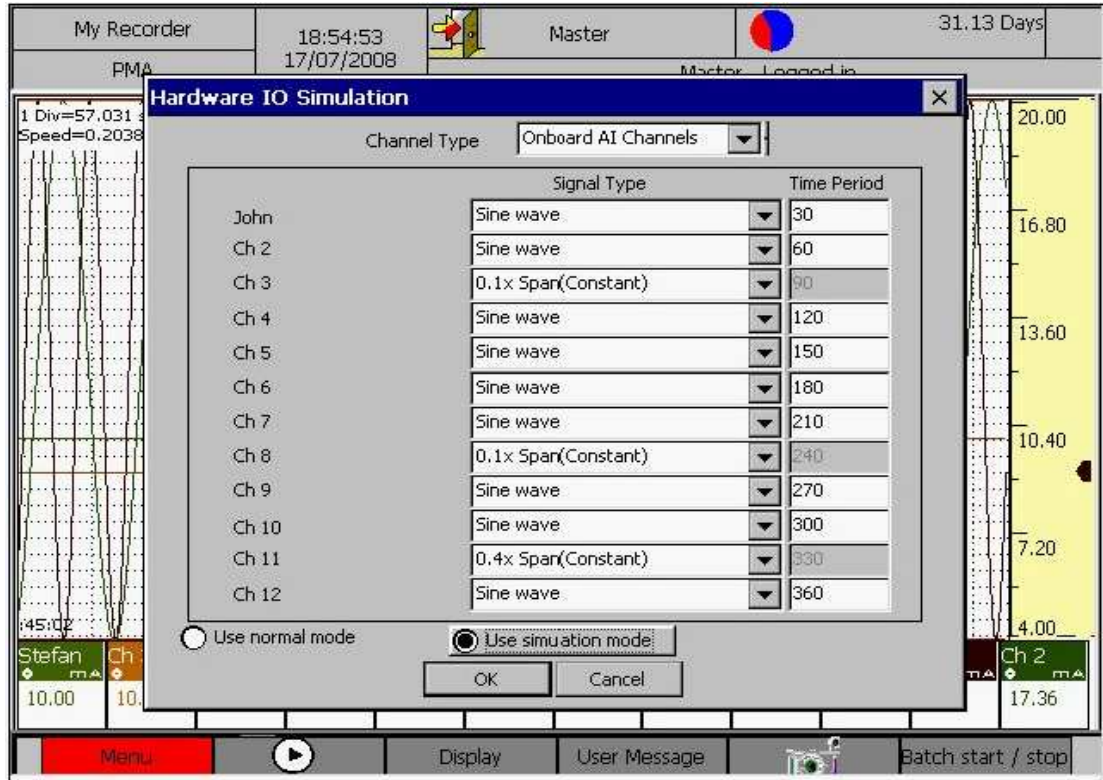 My Recorder
18:54:53
Master
31.13 Days
PMA
17/07/2008
Master Logged in
Hardware IO Simulation
1 Div=57.031 s
Speed=0.2038
20.00
Channel Type Onboard AI Channels
Signal Type Time Period
John Sine wave 30
16.80
Ch 2 Sine wave 60
Ch 3 0.1x Span(Constant) 90
Ch 4 Sine wave 120
13.60
Ch 5 Sine wave 150
Ch 6 Sine wave 180
Ch 7 Sine wave 210
10.40
Ch 8 0.1x Span(Constant) 240
Ch 9 Sine wave 270
Ch 10 Sine wave 300
7.20
Ch 11 0.4x Span(Constant) 330
Ch 12 Sine wave 360
:45:02
4.00
Use normal mode Use simuation mode
Stefan Ch Ch 2
mA mA mA
OK Cancel
10.00 10. 17.36
Menu Display User Message Batch start / stop